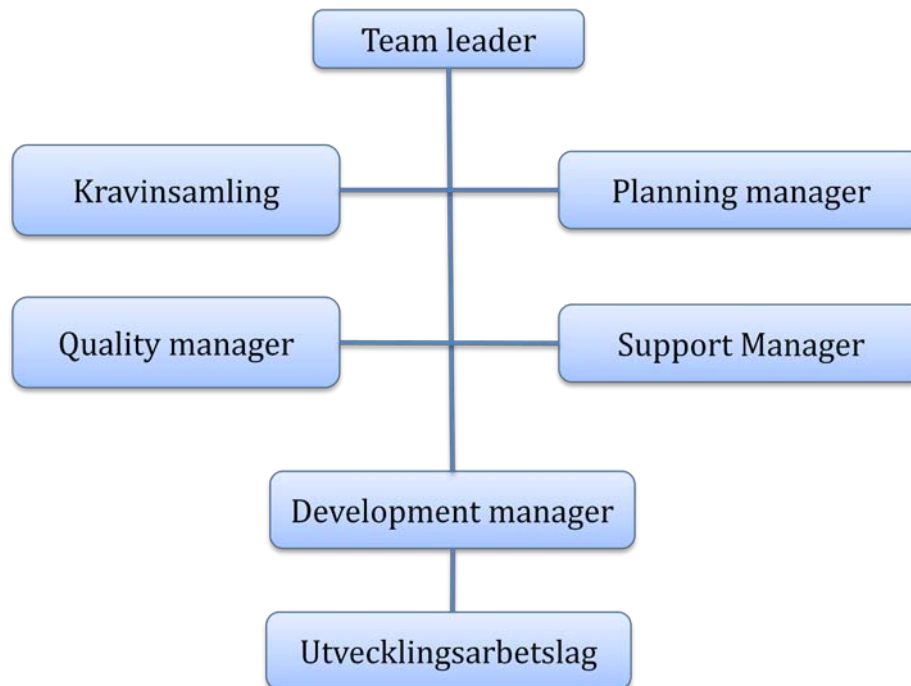 Team leader
Kravinsamling
Planning manager
Quality manager
Support Manager
Development manager
Utvecklingsarbetslag